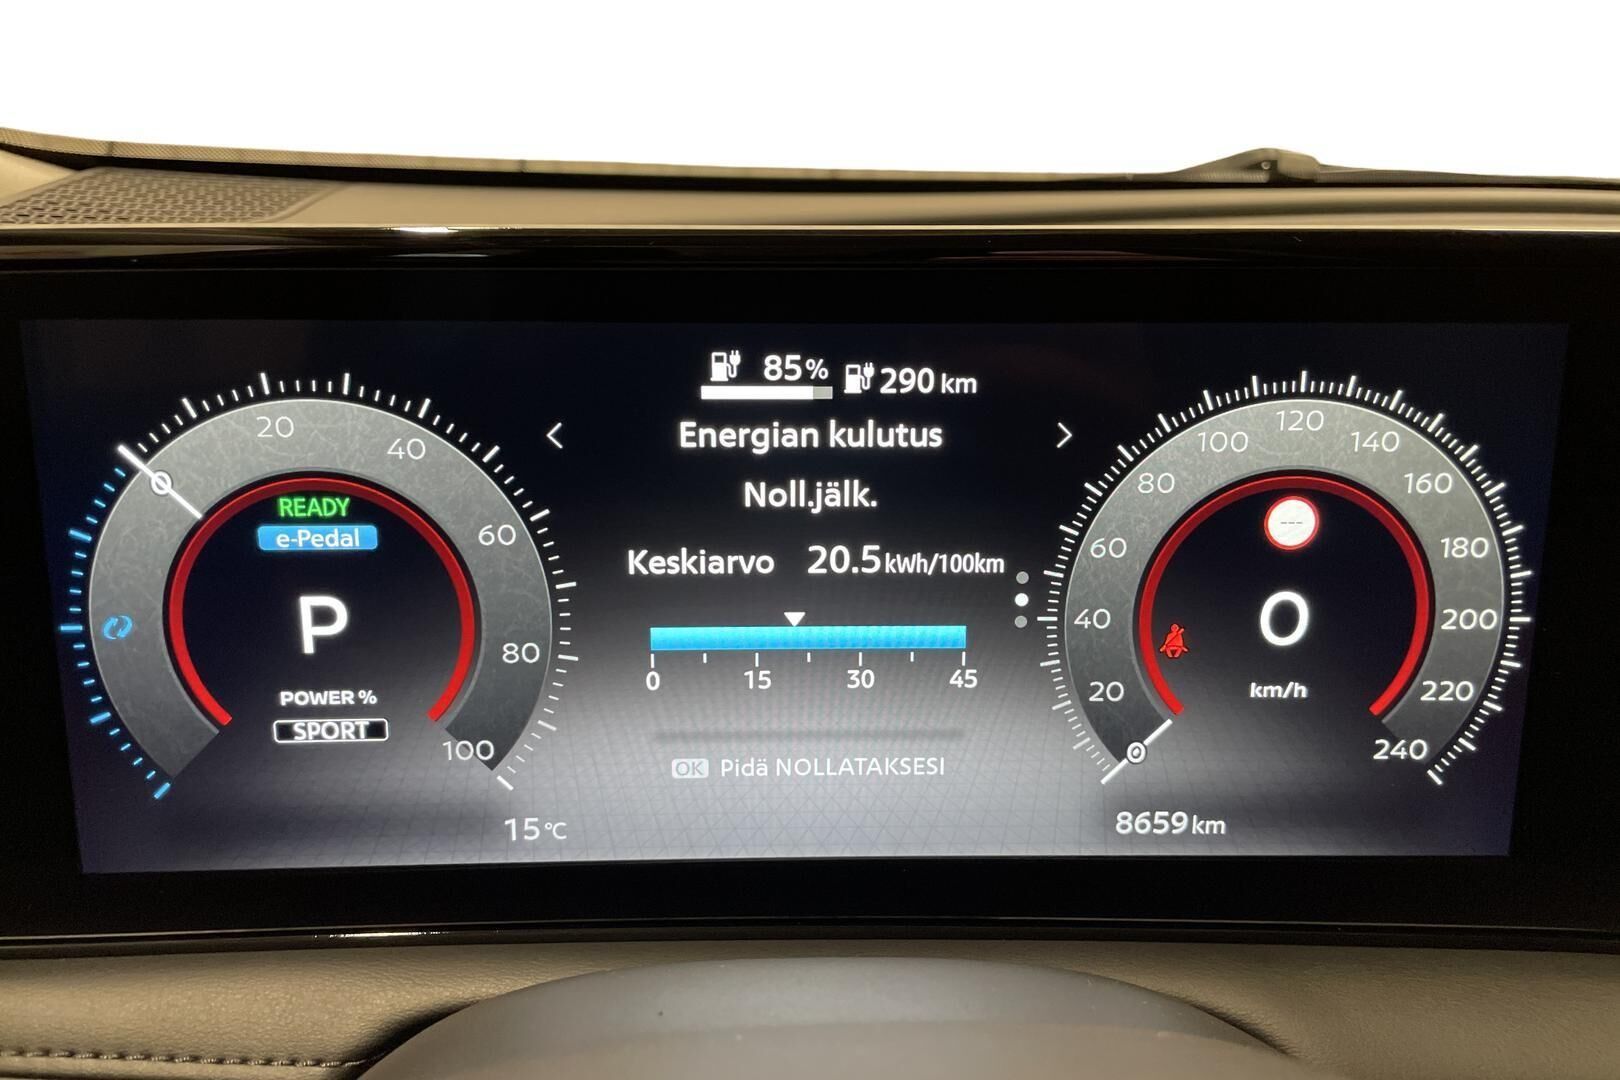 85% 290 km
Energian kulutus
Noll.jälk.
Keskiarvo 20.5 kWh/100km
0 15 30 45
OK Pidä NOLLATAKSESI
20
40
60
80
100
READY
e-Pedal
P
POWER %
SPORT
15 °C
0
20
40
60
80
100
120
140
160
180
200
220
240
---
0
km/h
8659 km